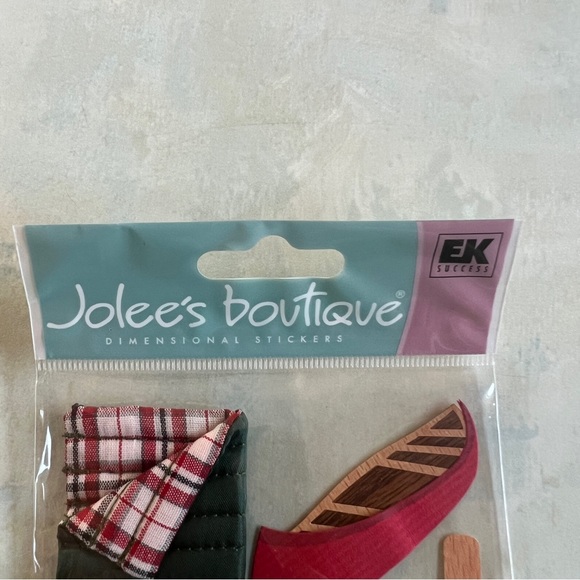 EK
SUCCESS
Jolee's boutique®
DIMENSIONAL STICKERS